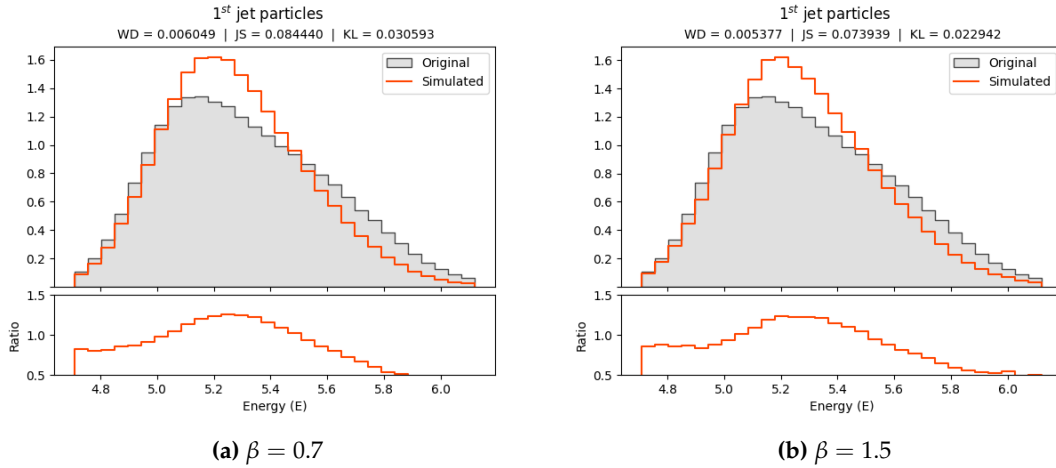 1st jet particles
WD = 0.006049 | JS = 0.084440 | KL = 0.030593
Original
Simulated
1.6
1.4
1.2
1.0
0.8
0.6
0.4
0.2
1.5
1.0
0.5
Ratio
4.8 5.0 5.2 5.4 5.6 5.8 6.0
Energy (E)
(a) β = 0.7
1st jet particles
WD = 0.005377 | JS = 0.073939 | KL = 0.022942
Original
Simulated
1.6
1.4
1.2
1.0
0.8
0.6
0.4
0.2
1.5
1.0
0.5
Ratio
4.8 5.0 5.2 5.4 5.6 5.8 6.0
Energy (E)
(b) β = 1.5